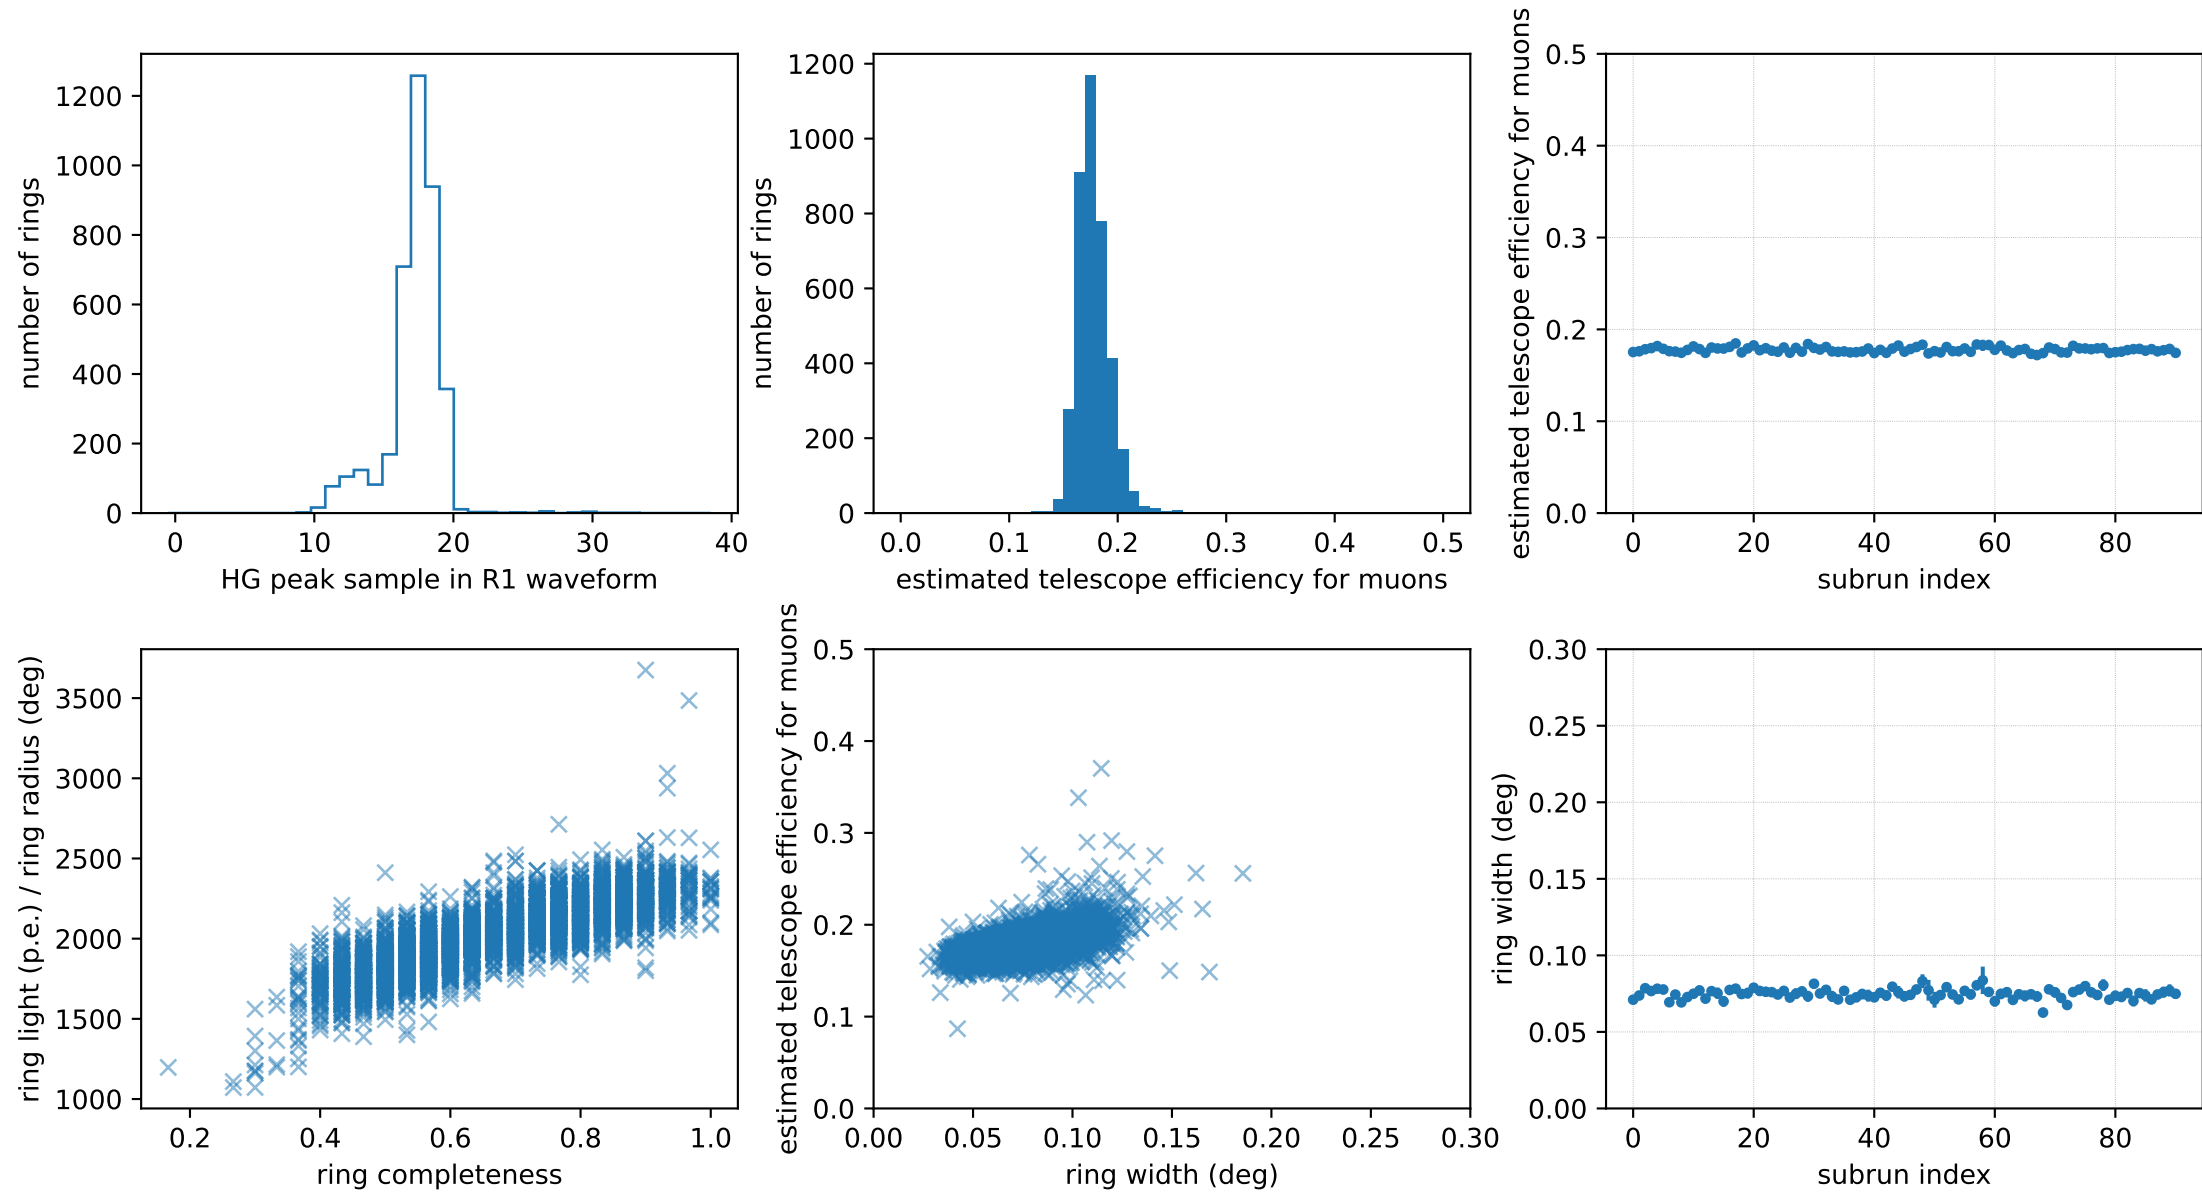 number of rings
1200
1000
800
600
400
200
0
0 10 20 30 40
HG peak sample in R1 waveform
number of rings
1200
1000
800
600
400
200
0
0.0 0.1 0.2 0.3 0.4 0.5
estimated telescope efficiency for muons
estimated telescope efficiency for muons
0.5
0.4
0.3
0.2
0.1
0.0
0 20 40 60 80
subrun index
ring light (p.e.) / ring radius (deg)
3500
3000
2500
2000
1500
1000
0.2 0.4 0.6 0.8 1.0
ring completeness
estimated telescope efficiency for muons
0.5
0.4
0.3
0.2
0.1
0.0
0.00 0.05 0.10 0.15 0.20 0.25 0.30
ring width (deg)
ring width (deg)
0.30
0.25
0.20
0.15
0.10
0.05
0.00
0 20 40 60 80
subrun index